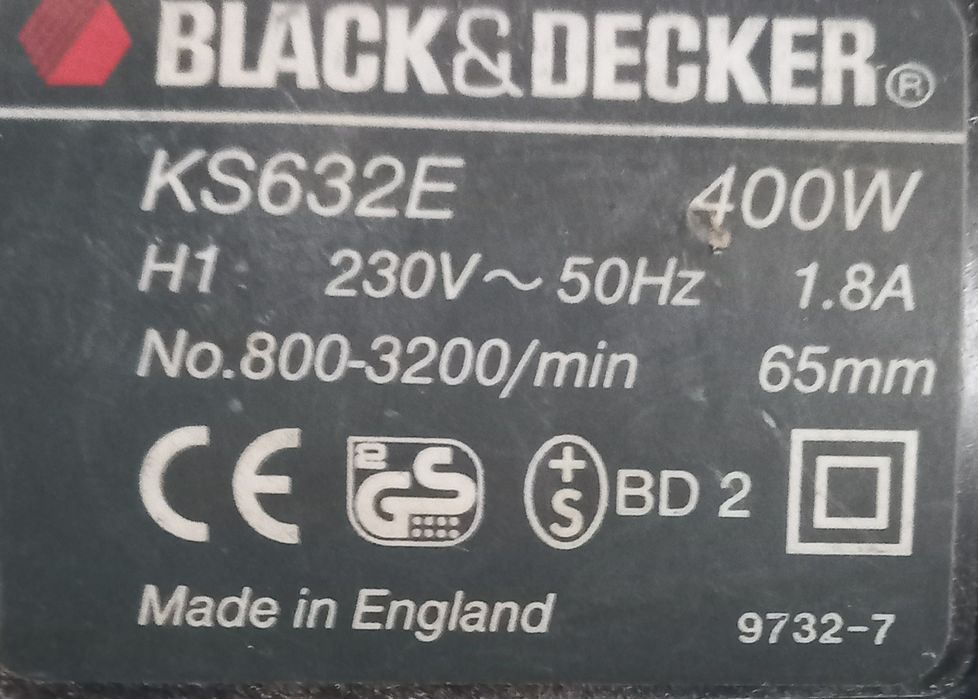 BLACK&DECKER®
KS632E 400W
H1 230V~ 50Hz 1.8A
No.800-3200/min 65mm
CE GS +S BD 2
Made in England 9732-7